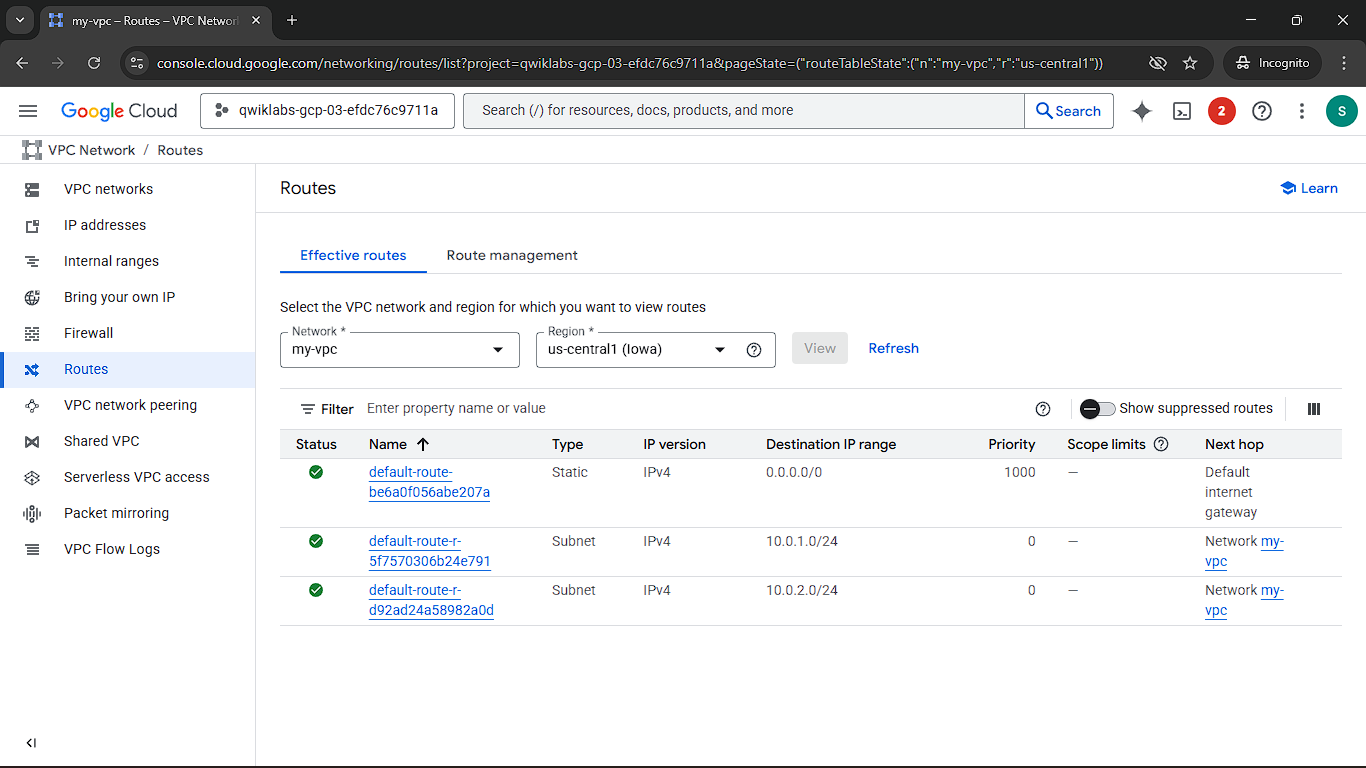 my-vpc – Routes – VPC Networ
console.cloud.google.com/networking/routes/list?project=qwiklabs-gcp-03-efdc76c9711a&pageState=("routeTableState":("n":"my-vpc","r":"us-central1"))
Incognito
Google Cloud
qwiklabs-gcp-03-efdc76c9711a
Search (/) for resources, docs, products, and more
Search
2
S
VPC Network / Routes
VPC networks
IP addresses
Internal ranges
Bring your own IP
Firewall
Routes
VPC network peering
Shared VPC
Serverless VPC access
Packet mirroring
VPC Flow Logs
Routes
Learn
Effective routes
Route management
Select the VPC network and region for which you want to view routes
Network *
my-vpc
Region *
us-central1 (Iowa)
View
Refresh
Filter
Enter property name or value
Show suppressed routes
Status Name Type IP version Destination IP range Priority Scope limits Next hop
default-route- Static IPv4 0.0.0.0/0 1000 — Default
be6a0f056abe207a internet
gateway
default-route-r- Subnet IPv4 10.0.1.0/24 0 — Network my-
5f7570306b24e791 vpc
default-route-r- Subnet IPv4 10.0.2.0/24 0 — Network my-
d92ad24a58982a0d vpc